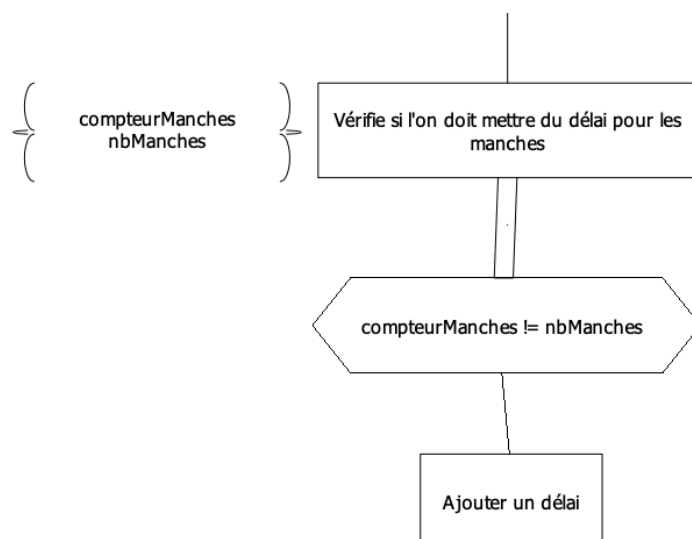 compteurManches
nbManches
Vérifie si l'on doit mettre du délai pour les
manches
compteurManches != nbManches
Ajouter un délai